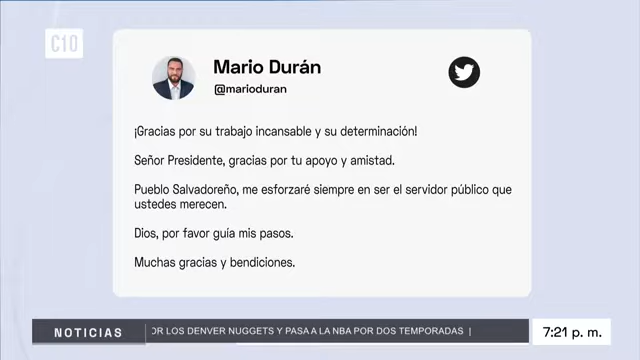 C10
Mario Durán
@marioduran
¡Gracias por su trabajo incansable y su determinación!
Señor Presidente, gracias por tu apoyo y amistad.
Pueblo Salvadoreño, me esforzaré siempre en ser el servidor público que
ustedes merecen.
Dios, por favor guía mis pasos.
Muchas gracias y bendiciones.
NOTICIAS
OR LOS DENVER NUGGETS Y PASA A LA NBA POR DOS TEMPORADAS |
7:21 p. m.